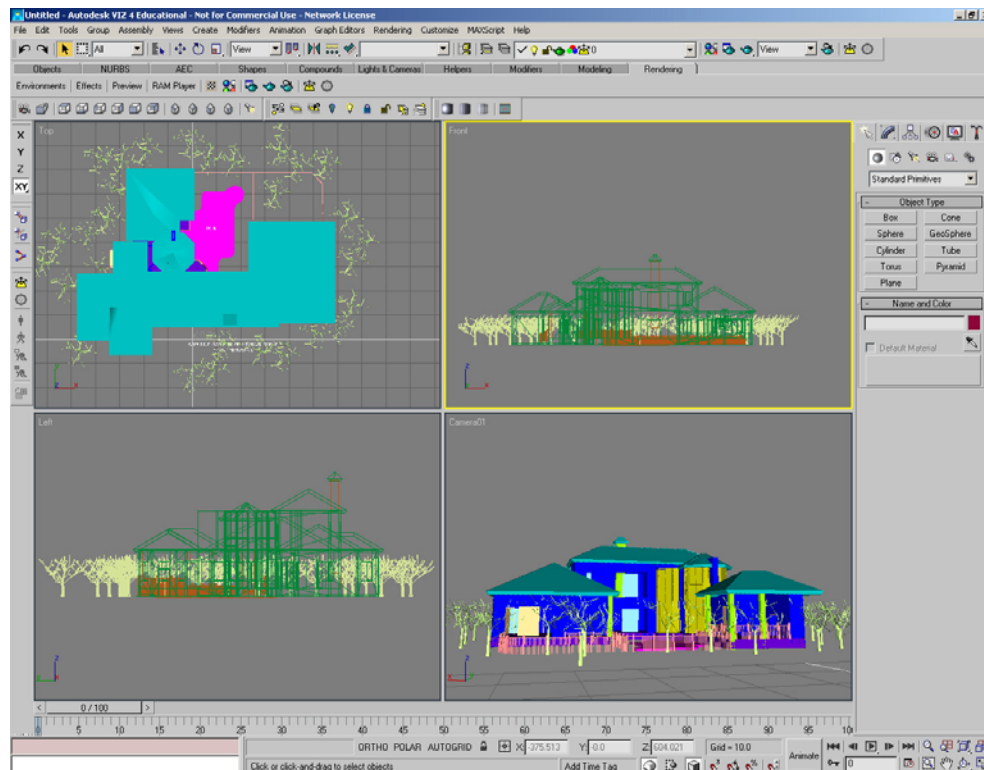 Untitled - Autodesk VIZ 4 Educational - Not for Commercial Use - Network License
File Edit Tools Group Assembly Views Create Modifiers Animation Graph Editors Rendering Customize MAXScript Help
All View 0 View
Objects NURBS AEC Shapes Compounds Lights & Cameras Helpers Modifiers Modeling Rendering
Environments Effects Preview RAM Player
X
Y
Z
XY
Top
Front
Left
Camera01
Standard Primitives
- Object Type
Box Cone
Sphere GeoSphere
Cylinder Tube
Torus Pyramid
Plane
- Name and Color
Default Material
< 0 / 100 >
0 5 10 15 20 25 30 35 40 45 50 55 60 65 70 75 80 85 90 95 10
ORTHO POLAR AUTOGRID X: -375.513 Y: -0.0 Z: 604.021 Grid = 10.0 Animate
Click or click-and-drag to select objects Add Time Tag 0